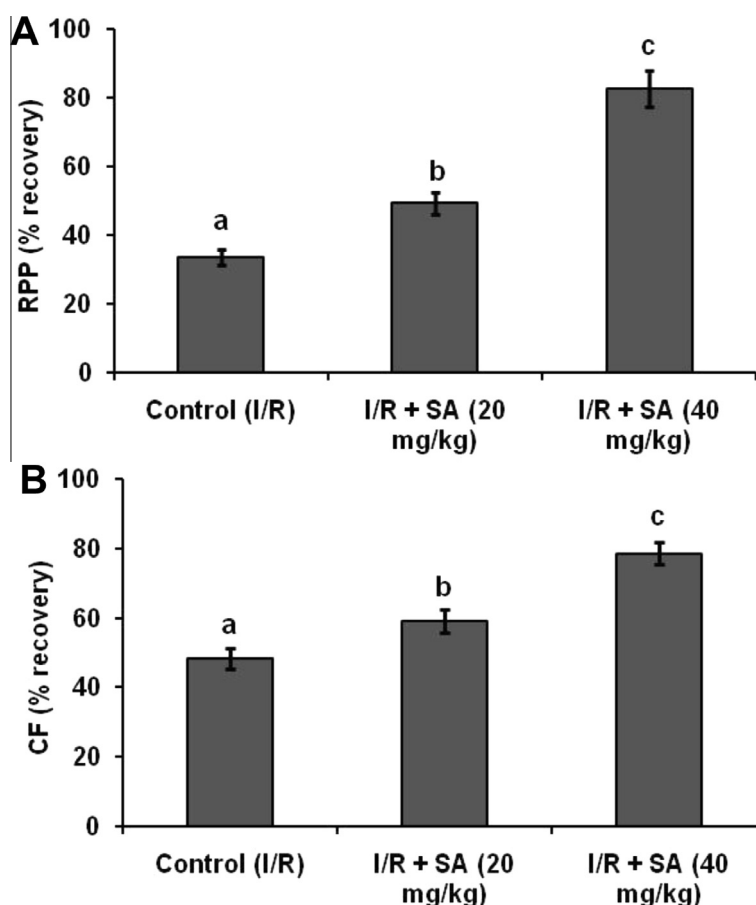 A
RPP (% recovery)
100
80
60
40
20
0
a
b
c
Control (I/R)
I/R + SA (20
mg/kg)
I/R + SA (40
mg/kg)
B
CF (% recovery)
100
80
60
40
20
0
a
b
c
Control (I/R)
I/R + SA (20
mg/kg)
I/R + SA (40
mg/kg)